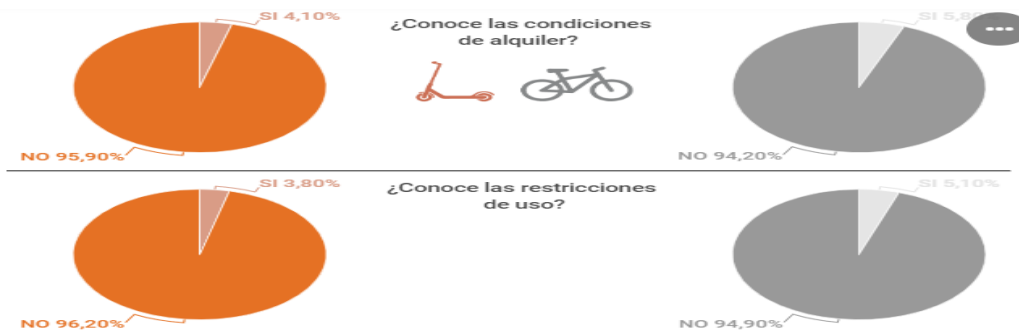 SI 4,10%
¿Conoce las condiciones
de alquiler?
NO 95,90%
NO 94,20%
SI 3,80%
¿Conoce las restricciones
de uso?
SI 5,10%
NO 96,20%
NO 94,90%